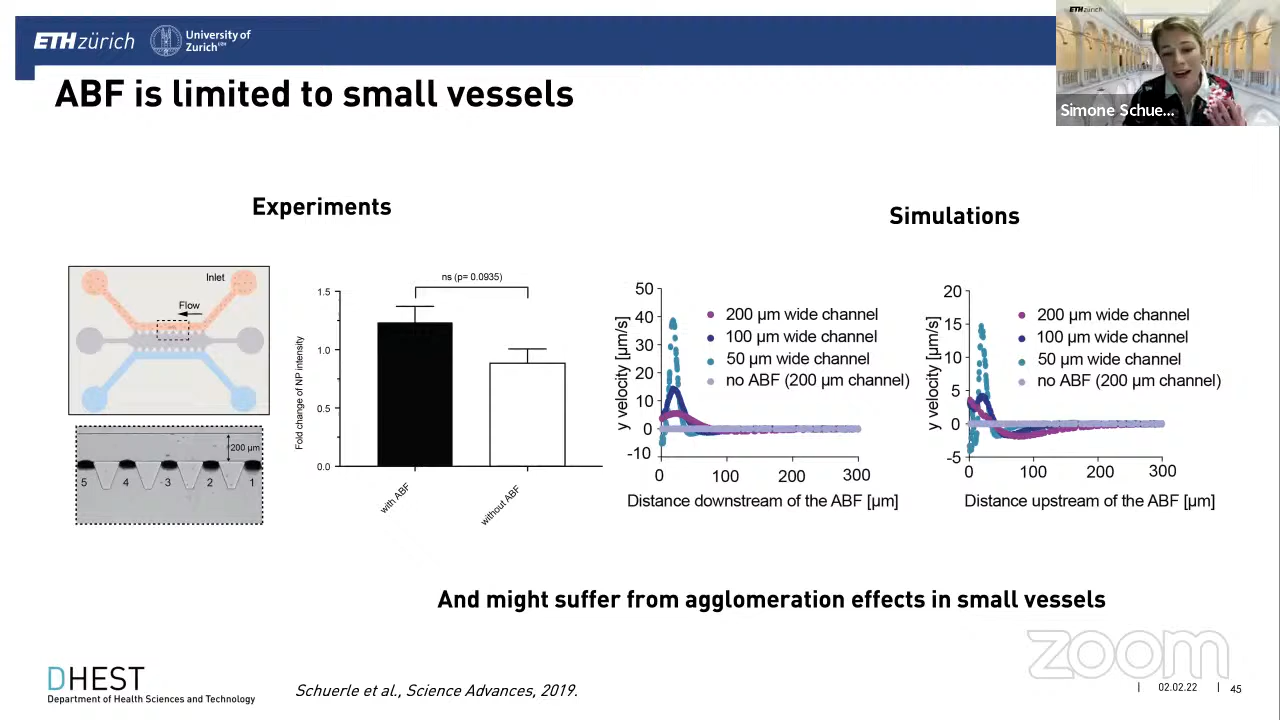 ETH zürich
University of
Zurich UZH
ETH zürich
Simone Schue...
ABF is limited to small vessels
Experiments
Simulations
Inlet
Flow
200 µm
5 4 3 2 1
ns (p= 0.0935)
Fold change of NP intensity
1.5
1.0
0.5
0.0
with ABF
without ABF
y velocity [µm/s]
50
40
30
20
10
0
-10
200 µm wide channel
100 µm wide channel
50 µm wide channel
no ABF (200 µm channel)
0 100 200 300
Distance downstream of the ABF [µm]
y velocity [µm/s]
20
15
10
5
0
-5
200 µm wide channel
100 µm wide channel
50 µm wide channel
no ABF (200 µm channel)
0 100 200 300
Distance upstream of the ABF [µm]
And might suffer from agglomeration effects in small vessels
zoom
DHEST
Department of Health Sciences and Technology
Schuerle et al., Science Advances, 2019.
| 02.02.22 | 45